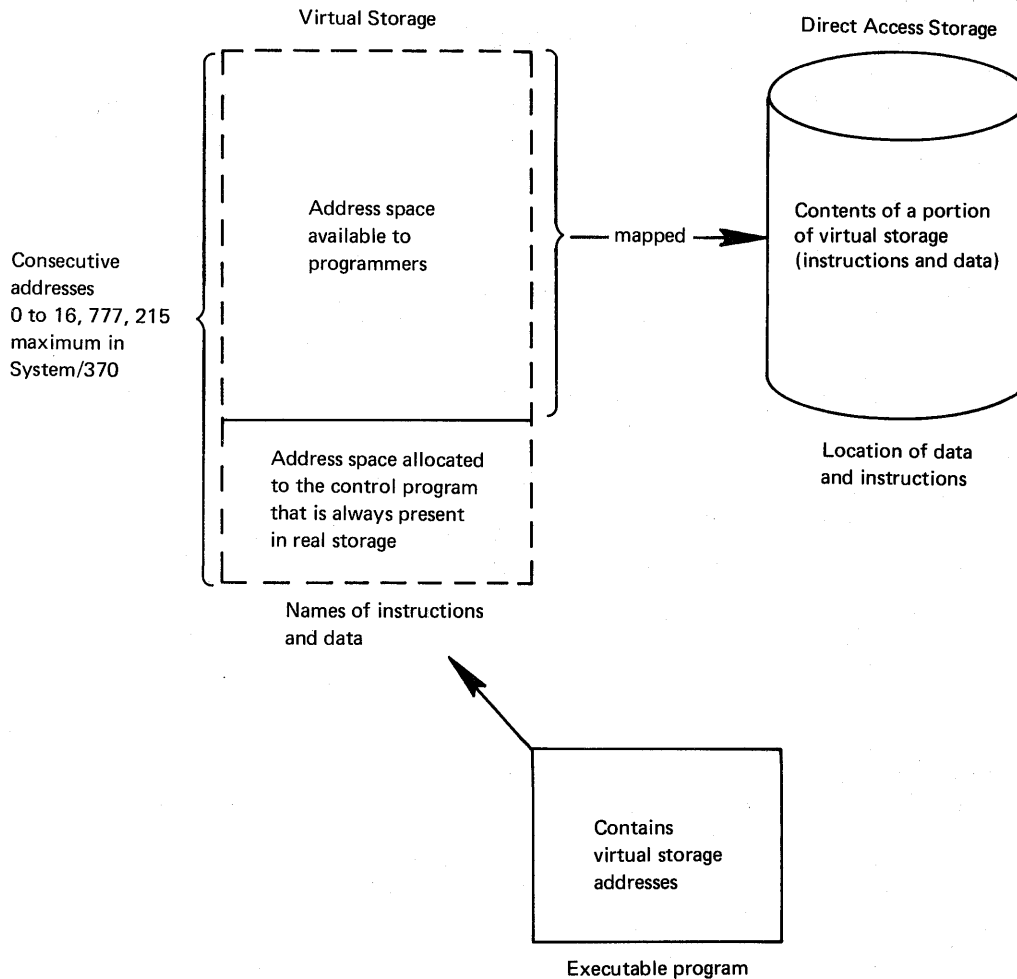 Virtual Storage
Direct Access Storage
Address space
available to
programmers
mapped
Contents of a portion
of virtual storage
(instructions and data)
Consecutive
addresses
0 to 16, 777, 215
maximum in
System/370
Address space allocated
to the control program
that is always present
in real storage
Location of data
and instructions
Names of instructions
and data
Contains
virtual storage
addresses
Executable program